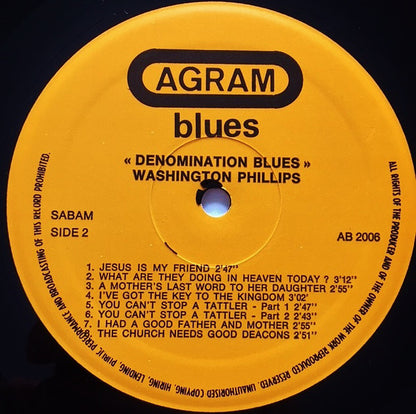 AGRAM
blues
« DENOMINATION BLUES »
WASHINGTON PHILLIPS
SABAM
SIDE 2
AB 2006
1. JESUS IS MY FRIEND 2'47''
2. WHAT ARE THEY DOING IN HEAVEN TODAY ? 3'12''
3. A MOTHER'S LAST WORD TO HER DAUGHTER 2'55''
4. I'VE GOT THE KEY TO THE KINGDOM 3'02'
5. YOU CAN'T STOP A TATTLER - Part 1 2'47''
6. YOU CAN'T STOP A TATTLER - Part 2 2'43''
7. I HAD A GOOD FATHER AND MOTHER 2'55''
8. THE CHURCH NEEDS GOOD DEACONS 2'51''
ALL RIGHTS OF THE PRODUCER AND OF THE OWNER OF THE WORK REPRODUCED RESERVED. UNAUTHORISED COPYING, HIRING, LENDING, PUBLIC PERFORMANCE AND BROADCASTING OF THIS RECORD PROHIBITED.